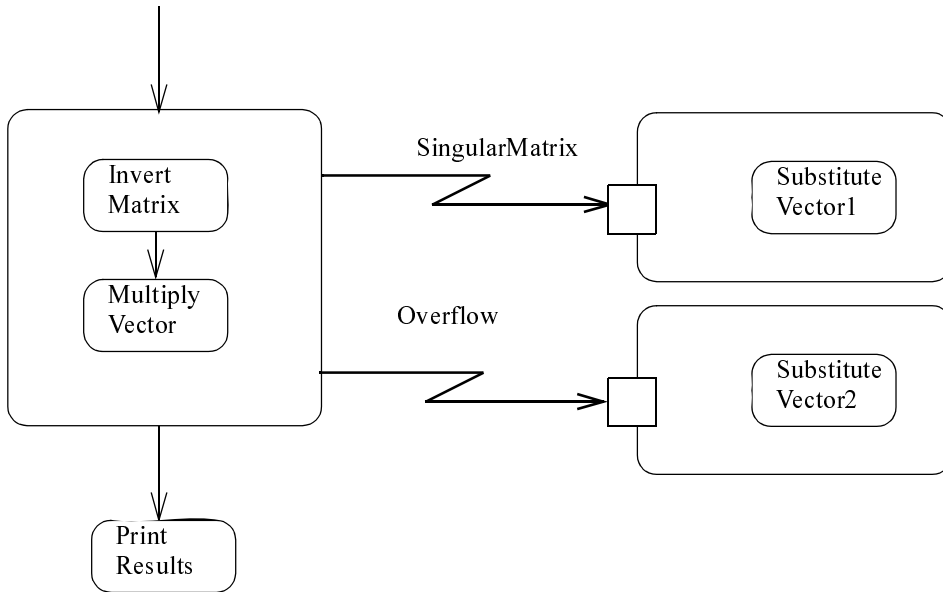 SingularMatrix
Invert
Matrix
Substitute
Vector1
Multiply
Vector
Overflow
Substitute
Vector2
Print
Results